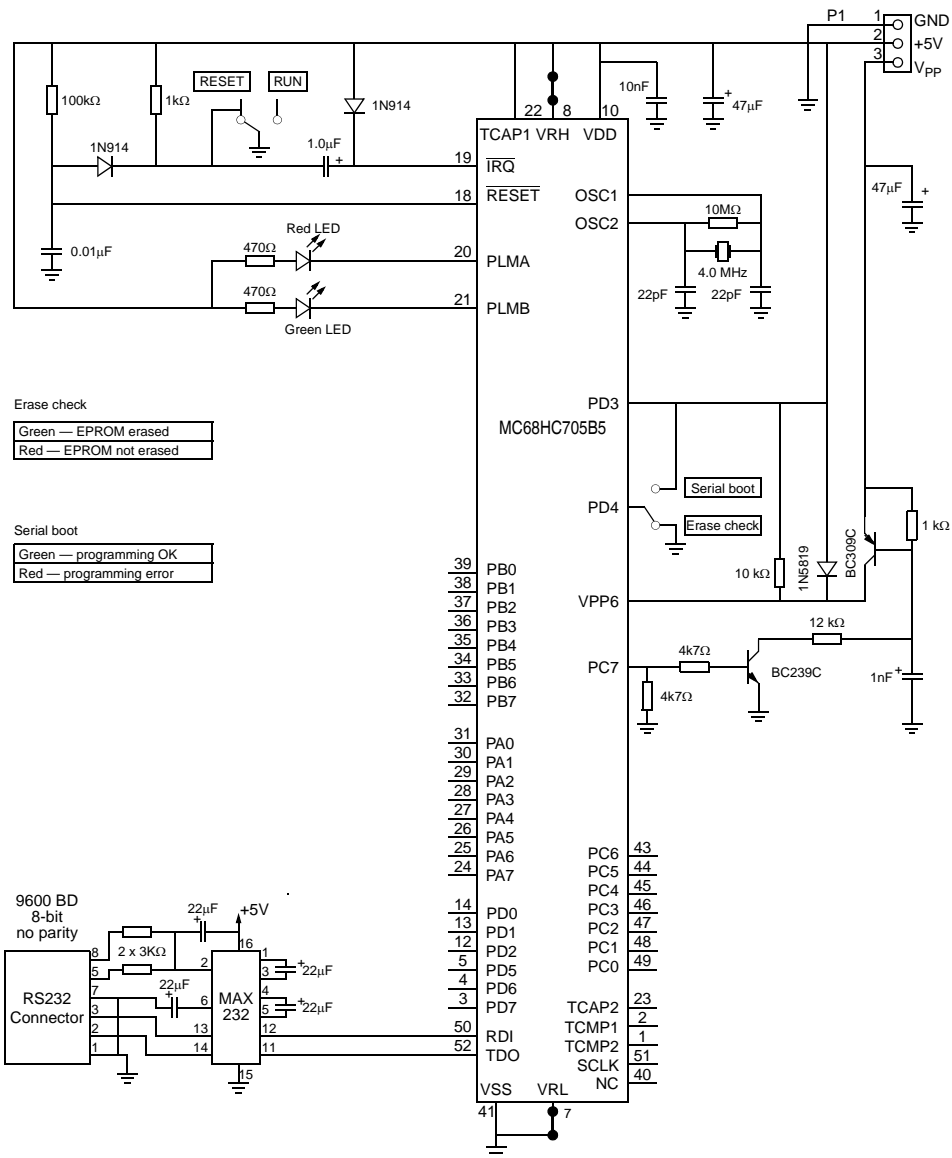 P1
1
GND
2
+5V
3
VPP
100kΩ
1kΩ
RESET
RUN
1N914
1N914
1.0µF
+
10nF
+
47µF
22
8
10
TCAP1
VRH
VDD
19
IRQ
18
RESET
0.01µF
OSC1
OSC2
10MΩ
4.0 MHz
22pF
22pF
47µF
+
Red LED
470Ω
20
PLMA
470Ω
21
PLMB
Green LED
Erase check
Green — EPROM erased
Red — EPROM not erased
Serial boot
Green — programming OK
Red — programming error
PD3
MC68HC705B5
PD4
Serial boot
Erase check
10 kΩ
1N5819
BC309C
1 kΩ
VPP6
12 kΩ
PC7
4k7Ω
4k7Ω
BC239C
1nF
+
39 PB0
38 PB1
37 PB2
36 PB3
35 PB4
34 PB5
33 PB6
32 PB7
31 PA0
30 PA1
29 PA2
28 PA3
27 PA4
26 PA5
25 PA6
24 PA7
14 PD0
13 PD1
12 PD2
5 PD5
4 PD6
3 PD7
50 RDI
52 TDO
PC6 43
PC5 44
PC4 45
PC3 46
PC2 47
PC1 48
PC0 49
TCAP2 23
TCMP1 2
TCMP2 1
SCLK 51
NC 40
VSS
VRL
41
7
9600 BD
8-bit
no parity
RS232
Connector
8
5
7
3
2
1
2 x 3KΩ
22µF
+
+5V
22µF
+
16
2
6
13
14
MAX
232
1
3
4
5
12
11
15
+
22µF
+
22µF